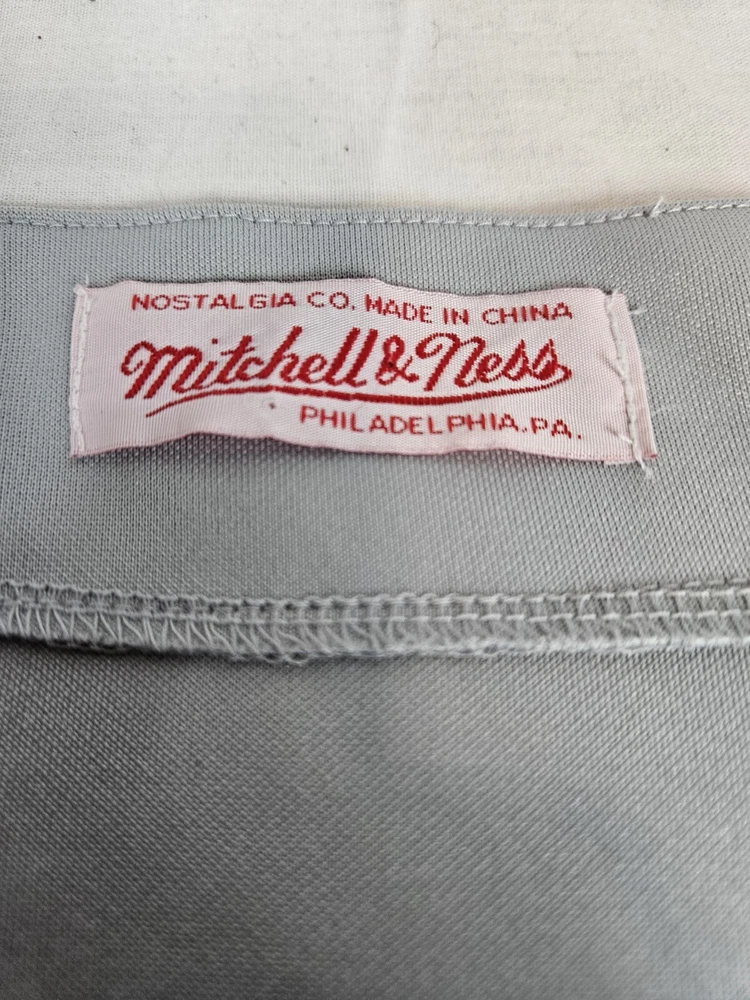 NOSTALGIA CO. MADE IN CHINA
Mitchell & Ness
PHILADELPHIA, PA.